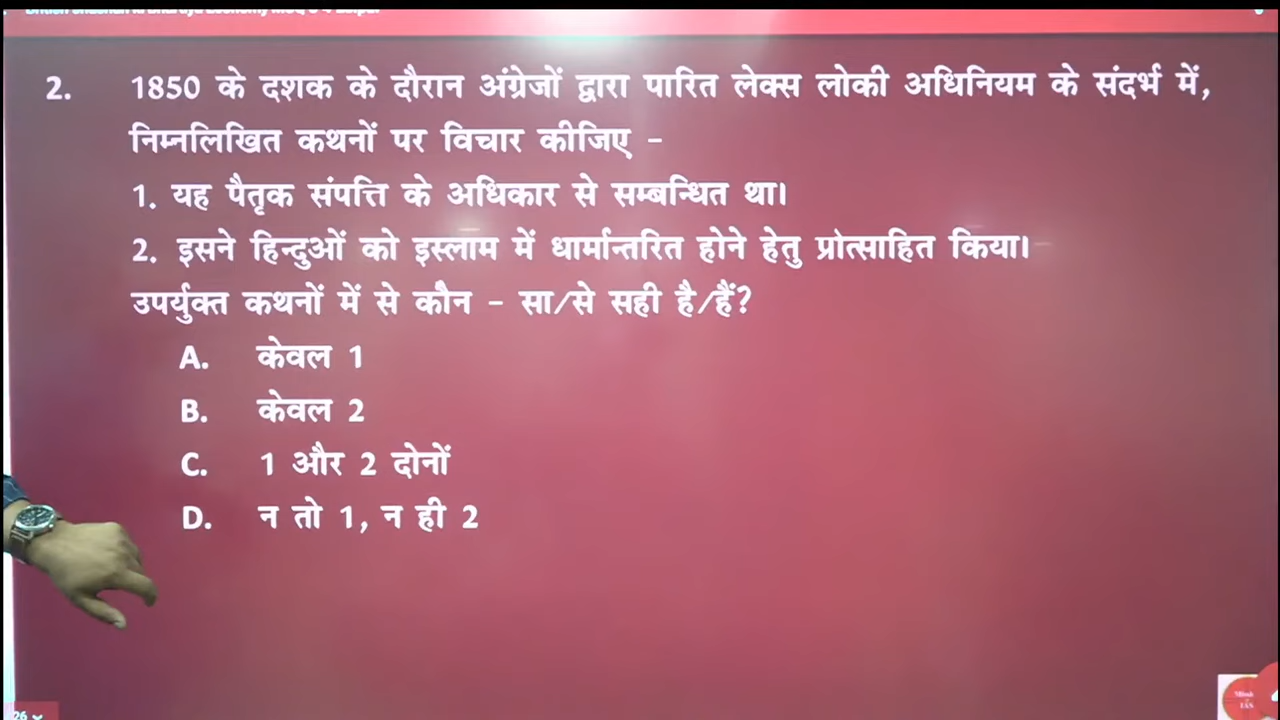 2. 1850 के दशक के दौरान अंग्रेजों द्वारा पारित लेक्स लोकी अधिनियम के संदर्भ में,
निम्नलिखित कथनों पर विचार कीजिए -
1. यह पैतृक संपत्ति के अधिकार से सम्बन्धित था।
2. इसने हिन्दुओं को इस्लाम में धार्मान्तरित होने हेतु प्रोत्साहित किया।
उपर्युक्त कथनों में से कौन - सा/से सही है/हैं?
A. केवल 1
B. केवल 2
C. 1 और 2 दोनों
D. न तो 1, न ही 2
26